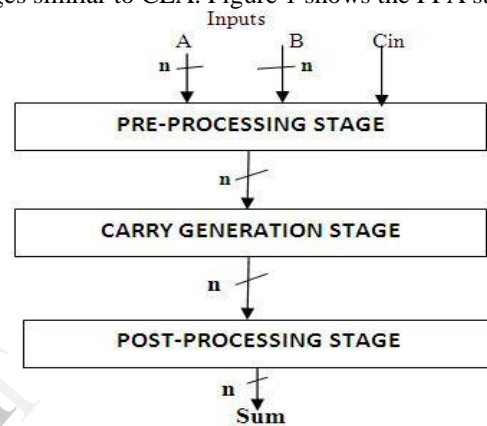 ges similar to CLA. Figure 1 shows the PPA st
Inputs
A B Cin
n n
PRE-PROCESSING STAGE
n
CARRY GENERATION STAGE
n
POST-PROCESSING STAGE
n
Sum